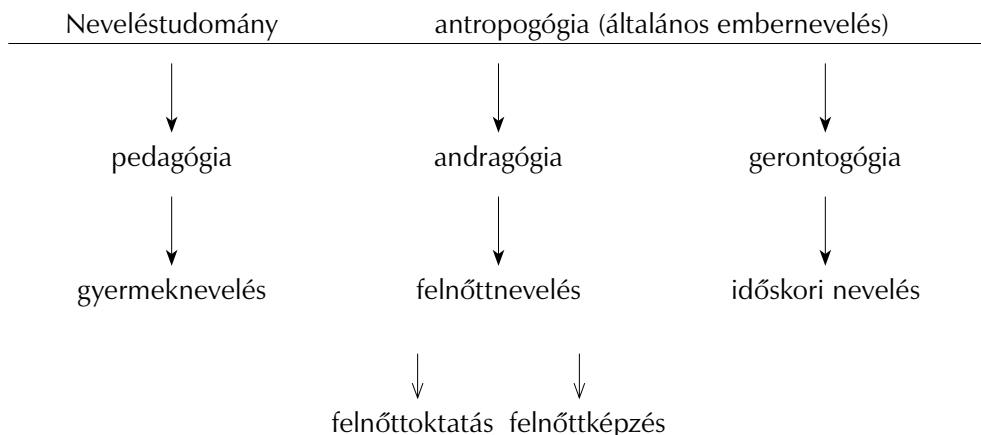 Neveléstudomány antropogógia (általános embernevelés)
pedagógia andragógia gerontogógia
gyermeknevelés felnőttnevelés időskori nevelés
felnőttoktatás felnőttképzés